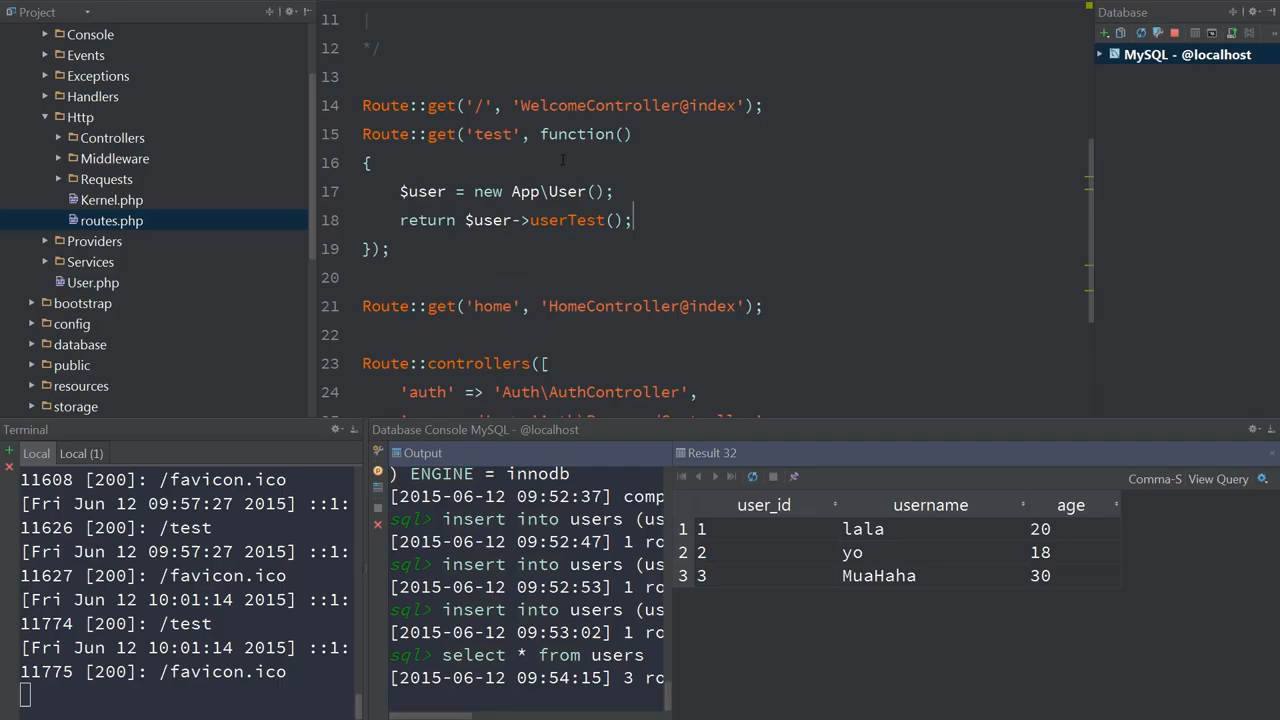 Project
Console
Events
Exceptions
Handlers
Http
Controllers
Middleware
Requests
Kernel.php
routes.php
Providers
Services
User.php
bootstrap
config
database
public
resources
storage
11 |
12 */
13
14 Route::get('/', 'WelcomeController@index');
15 Route::get('test', function()
16 {
17 $user = new App\User();
18 return $user->userTest();
19 });
20
21 Route::get('home', 'HomeController@index');
22
23 Route::controllers([
24 'auth' => 'Auth\AuthController',
Database
MySQL - @localhost
Terminal
Local Local (1)
11608 [200]: /favicon.ico
[Fri Jun 12 09:57:27 2015] ::1:
11626 [200]: /test
[Fri Jun 12 09:57:27 2015] ::1:
11627 [200]: /favicon.ico
[Fri Jun 12 10:01:14 2015] ::1:
11774 [200]: /test
[Fri Jun 12 10:01:14 2015] ::1:
11775 [200]: /favicon.ico
Database Console MySQL - @localhost
Output
) ENGINE = innodb
[2015-06-12 09:52:37] comp
sql> insert into users (us
[2015-06-12 09:52:47] 1 ro
sql> insert into users (us
[2015-06-12 09:52:53] 1 ro
sql> insert into users (us
[2015-06-12 09:53:02] 1 ro
sql> select * from users
[2015-06-12 09:54:15] 3 ro
Result 32
Comma-S View Query
user_id username age
1 1 lala 20
2 2 yo 18
3 3 MuaHaha 30